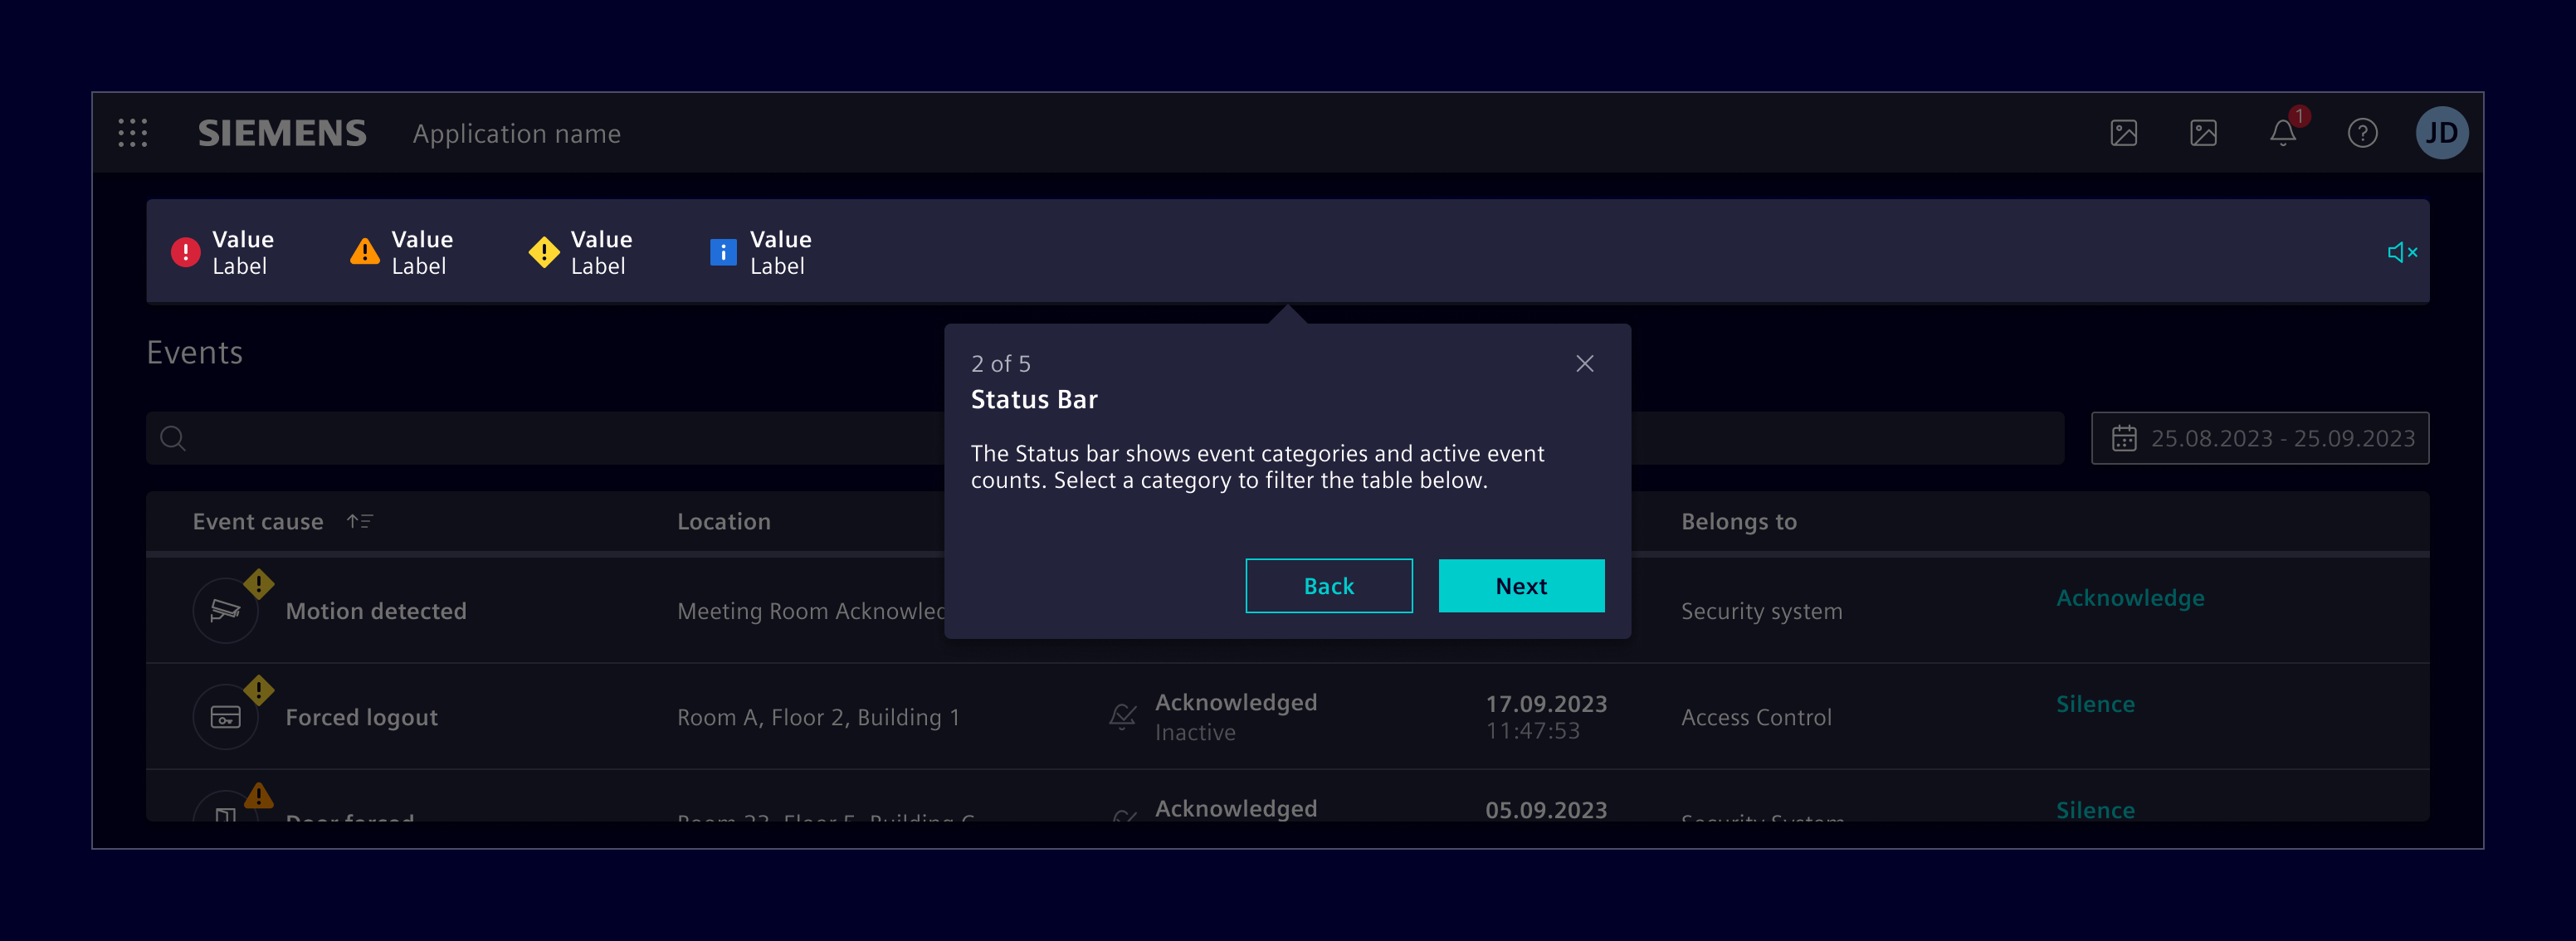 SIEMENS Application name 1 JD
Value Value Value Value
Label Label Label Label
Events
2 of 5
Status Bar
The Status bar shows event categories and active event
counts. Select a category to filter the table below.
Back Next
25.08.2023 - 25.09.2023
Event cause Location Belongs to
Motion detected Meeting Room Security system Acknowledge
Forced logout Room A, Floor 2, Building 1 Acknowledged 17.09.2023 Access Control Silence
Inactive 11:47:53
Door forced Acknowledged 05.09.2023 Security System Silence